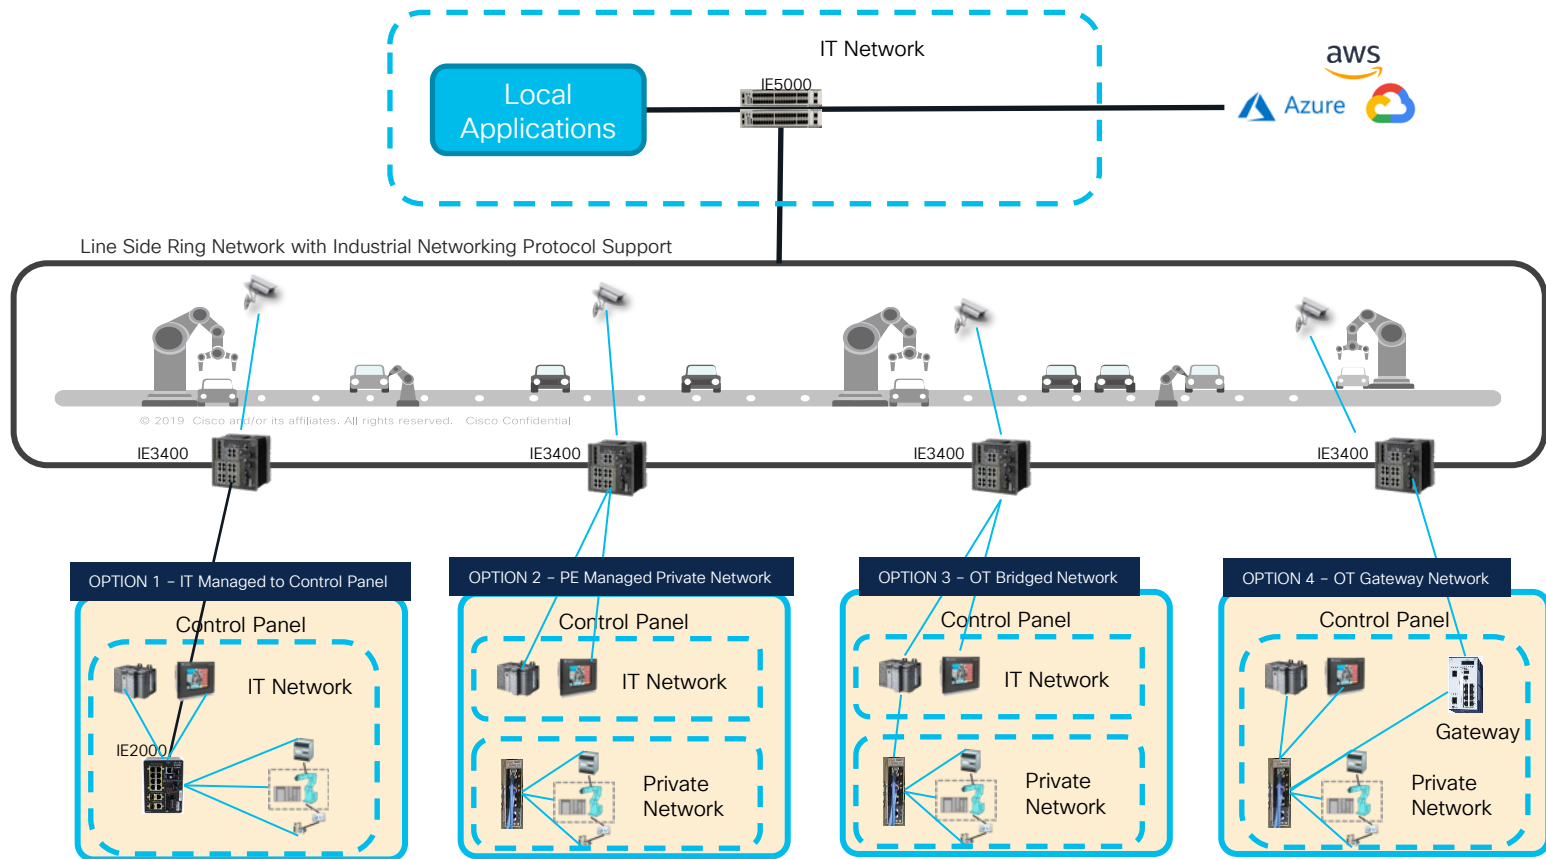 IT Network
Local
Applications
IE5000
aws
Azure
Line Side Ring Network with Industrial Networking Protocol Support
© 2019 Cisco and/or its affiliates. All rights reserved. Cisco Confidential
IE3400
IE3400
IE3400
IE3400
OPTION 1 – IT Managed to Control Panel
Control Panel
IT Network
IE2000
OPTION 2 – PE Managed Private Network
Control Panel
IT Network
Private
Network
OPTION 3 – OT Bridged Network
Control Panel
IT Network
Private
Network
OPTION 4 – OT Gateway Network
Control Panel
Gateway
Private
Network